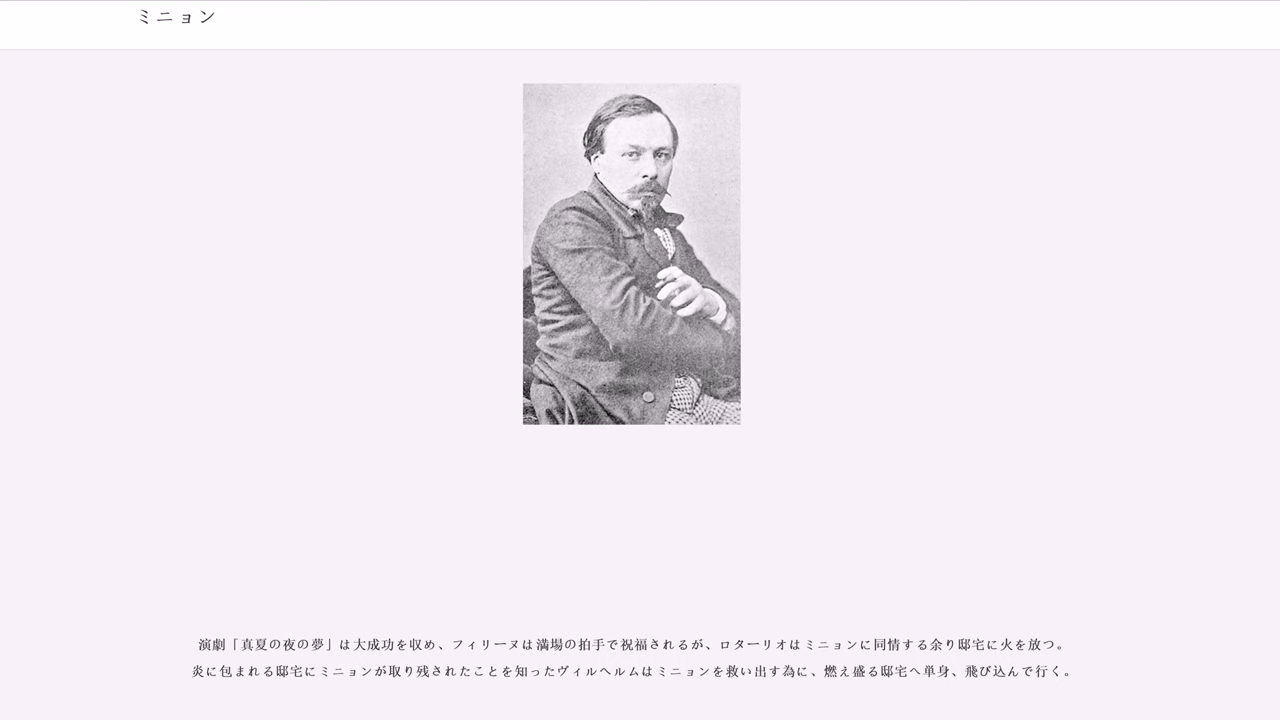 ミニョン
演劇「真夏の夜の夢」は大成功を収め、フィリーヌは満場の拍手で祝福されるが、ロターリオはミニョンに同情する余り邸宅に火を放つ。
炎に包まれる邸宅にミニョンが取り残されたことを知ったヴィルヘルムはミニョンを救い出す為に、燃え盛る邸宅へ単身、飛び込んで行く。